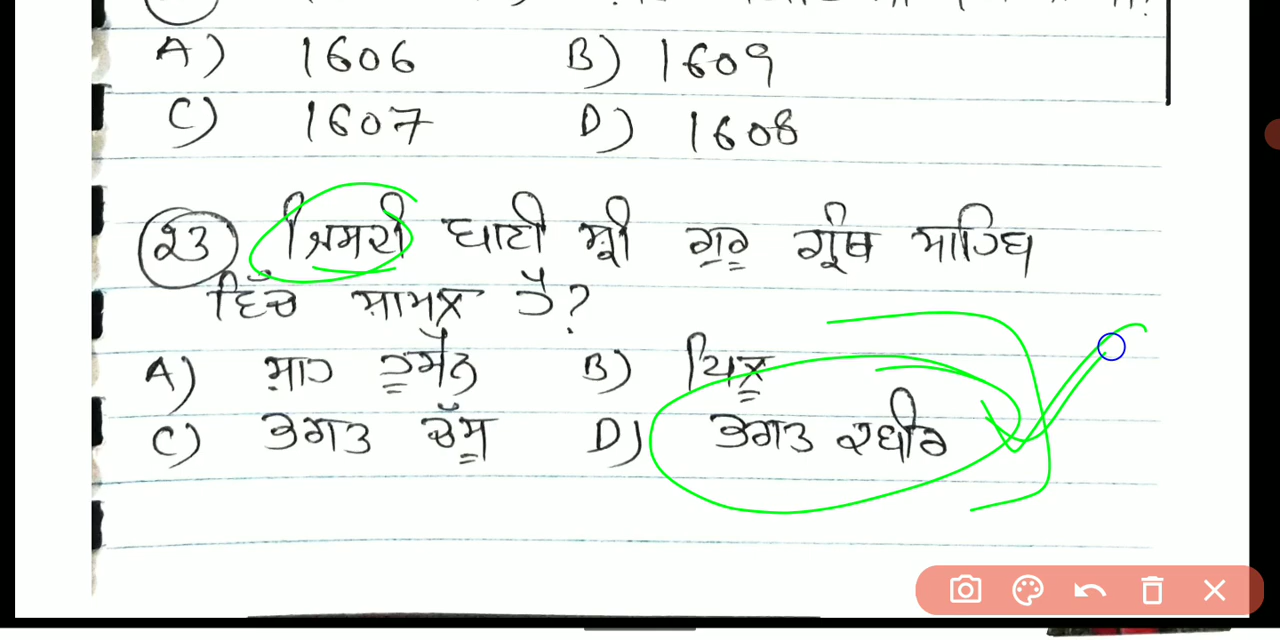 A) 1606 B) 1609
C) 1607 D) 1608
23 ਜਿਸਦੀ ਬਾਣੀ ਸ੍ਰੀ ਗੁਰੂ ਗ੍ਰੰਥ ਸਾਹਿਬ
ਵਿੱਚ ਸ਼ਾਮਲ ਹੈ?
A) ਸ਼ਾਹ ਹੁਸੈਨ B) ਪਿਲੂ
C) ਭਗਤ ਛੱਜੂ D) ਭਗਤ ਕਬੀਰ